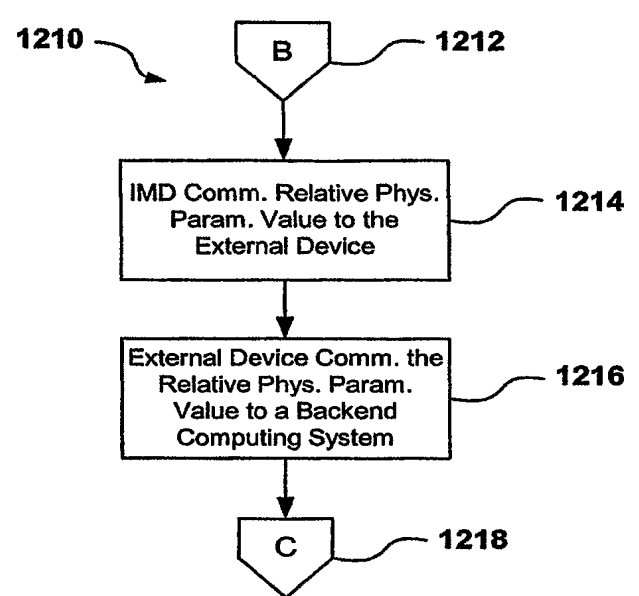 1210
B
1212
IMD Comm. Relative Phys.
Param. Value to the
External Device
1214
External Device Comm. the
Relative Phys. Param.
Value to a Backend
Computing System
1216
C
1218